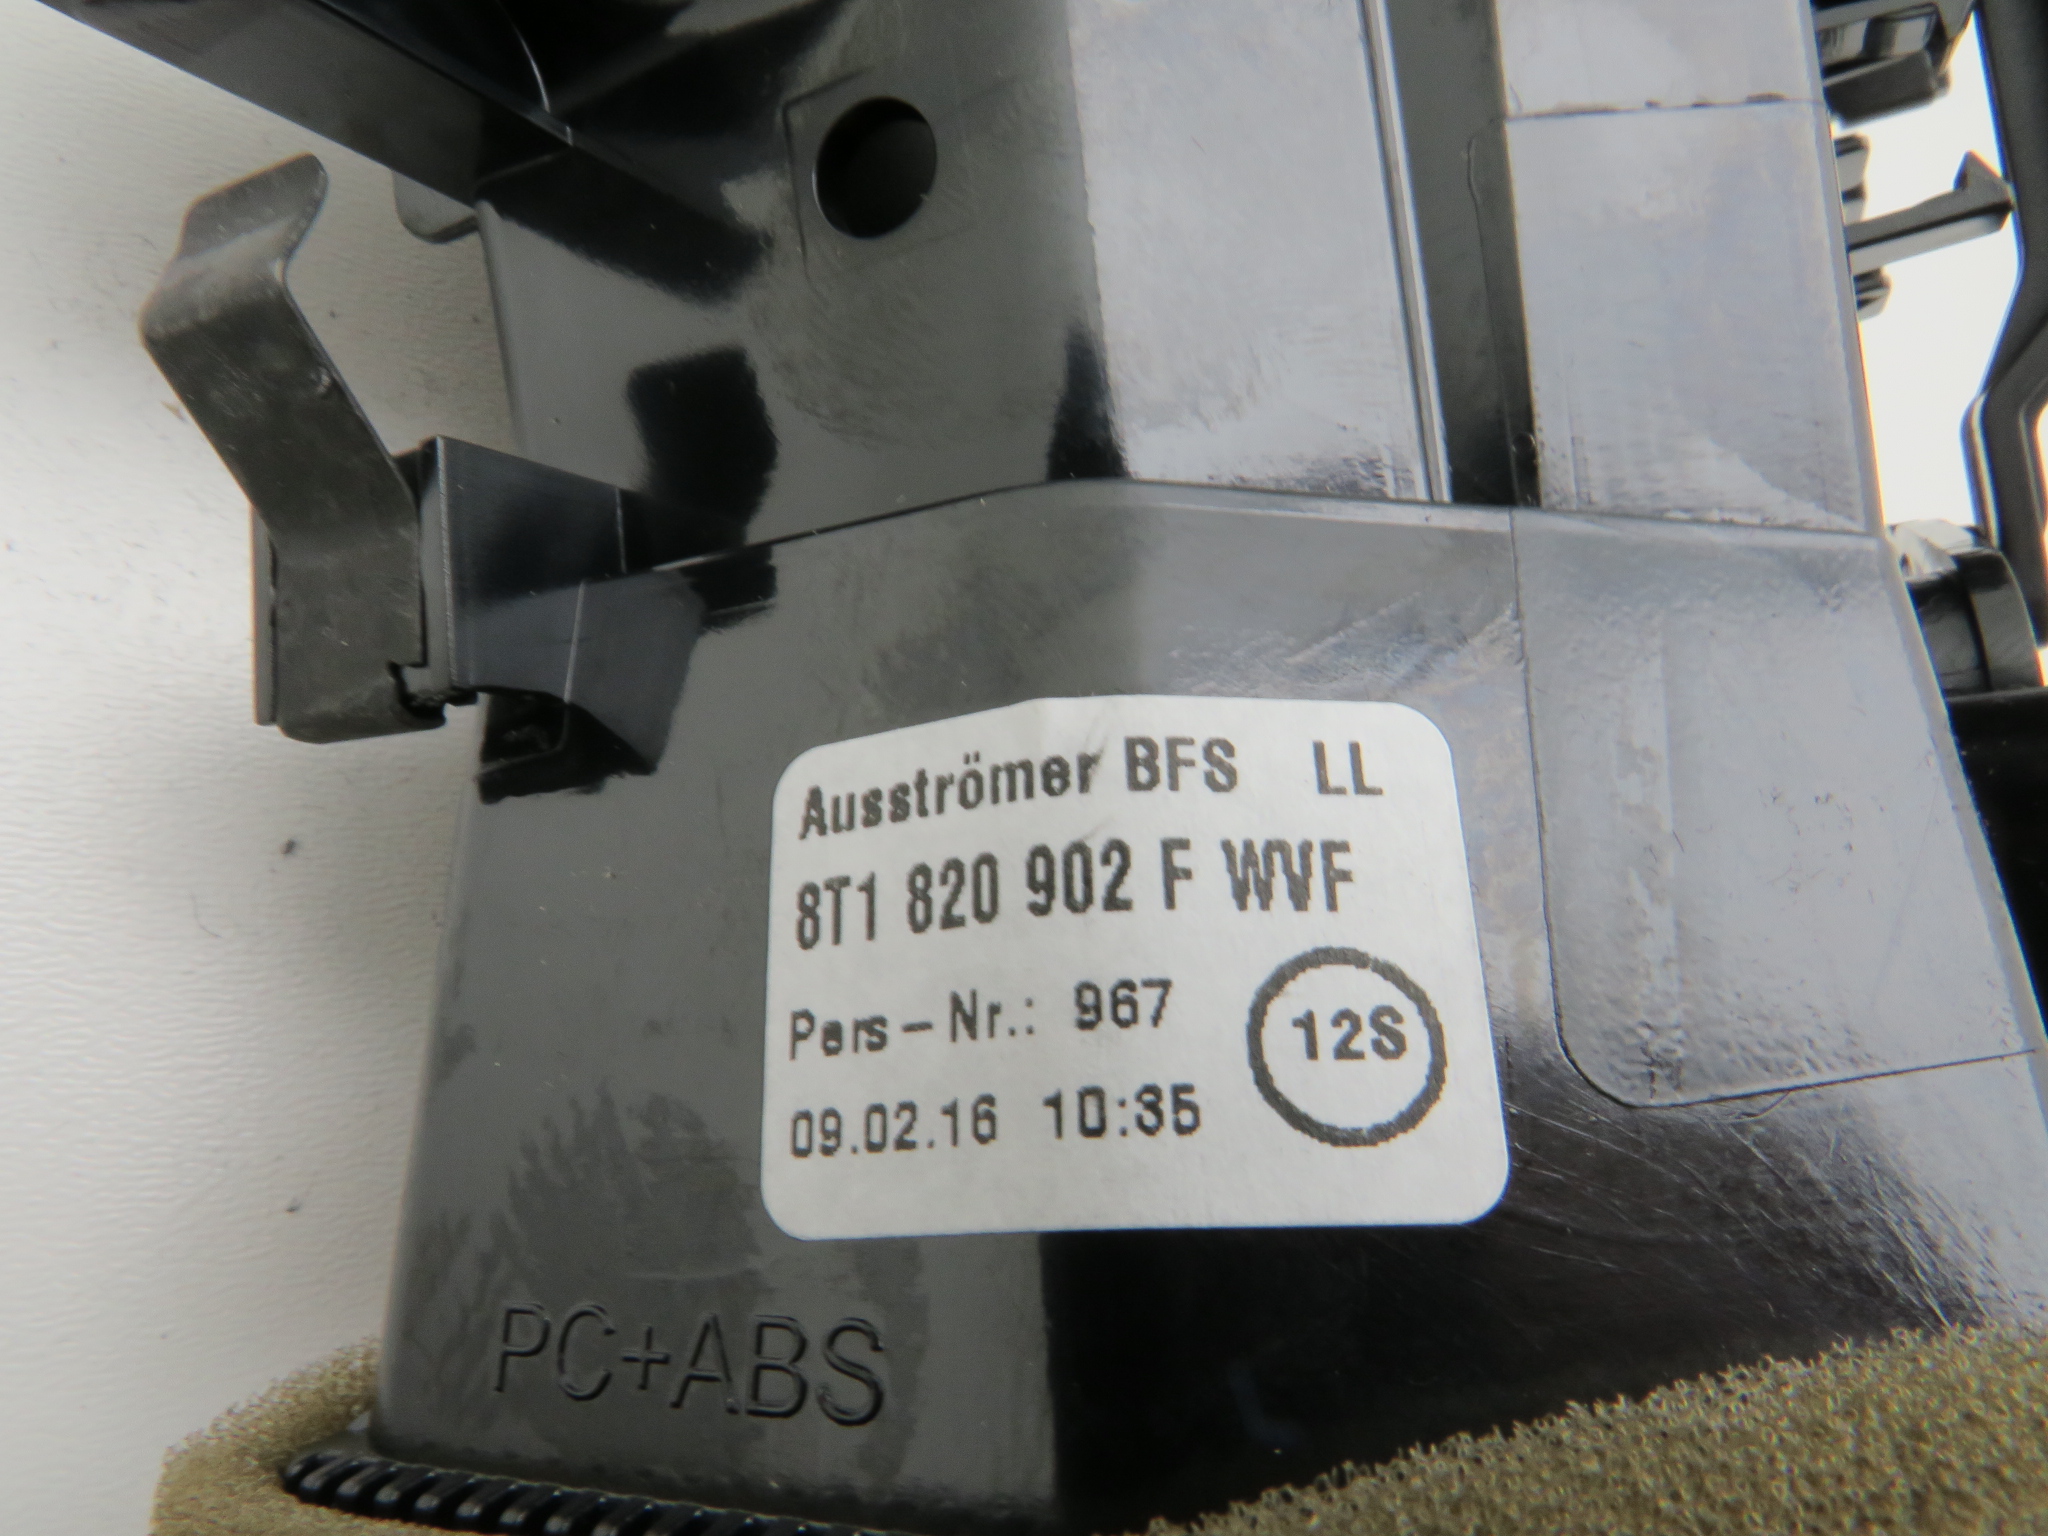 Ausströmer BFS LL
8T1 820 902 F WVF
Pers-Nr.: 967
12S
09.02.16 10:35
PC+ABS